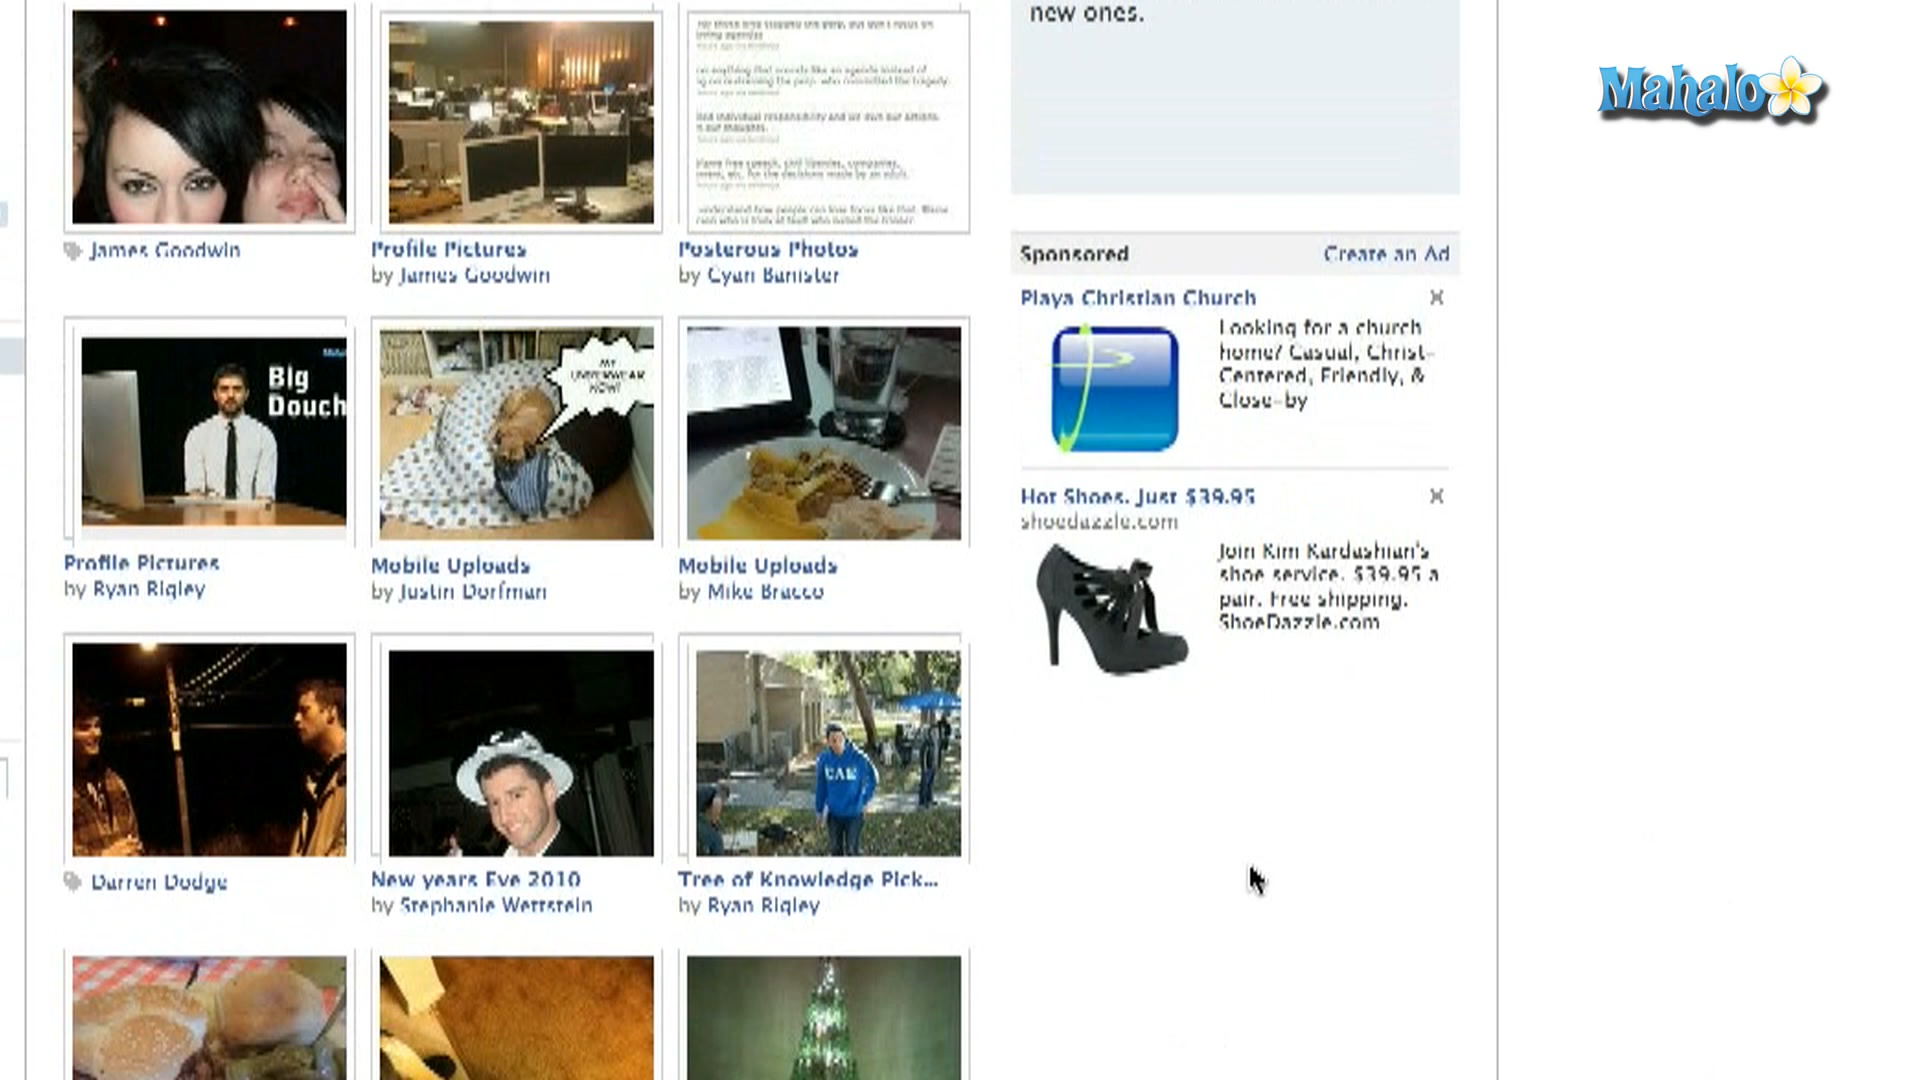 new ones.
Mahalo
James Goodwin
Profile Pictures
by James Goodwin
Posterous Photos
by Cyan Banister
Sponsored
Create an Ad
Playa Christian Church
Looking for a church
home? Casual, Christ-
Centered, Friendly, &
Close-by
Big
Douch
MY
UNDERWEAR
NOW!
Hot Shoes. Just $39.95
shoedazzle.com
Join Kim Kardashian's
shoe service. $39.95 a
pair. Free shipping.
ShoeDazzle.com
Profile Pictures
by Ryan Rigley
Mobile Uploads
by Justin Dorfman
Mobile Uploads
by Mike Bracco
Darren Dodge
New years Eve 2010
by Stephanie Wettstein
Tree of Knowledge Pick...
by Ryan Rigley